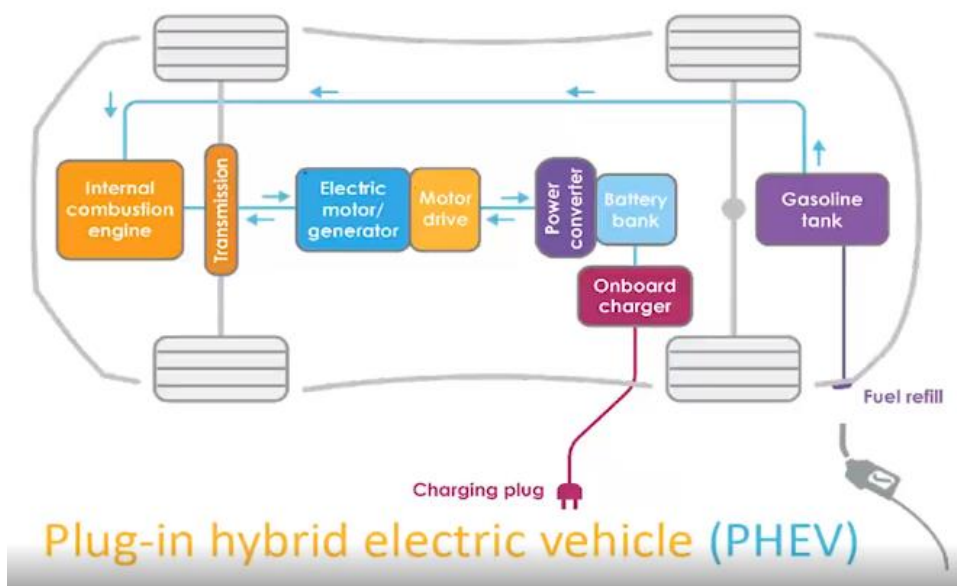 Internal
combustion
engine
Transmission
Electric
motor/
generator
Motor
drive
Power
converter
Battery
bank
Gasoline
tank
Onboard
charger
Fuel refill
Charging plug
Plug-in hybrid electric vehicle (PHEV)